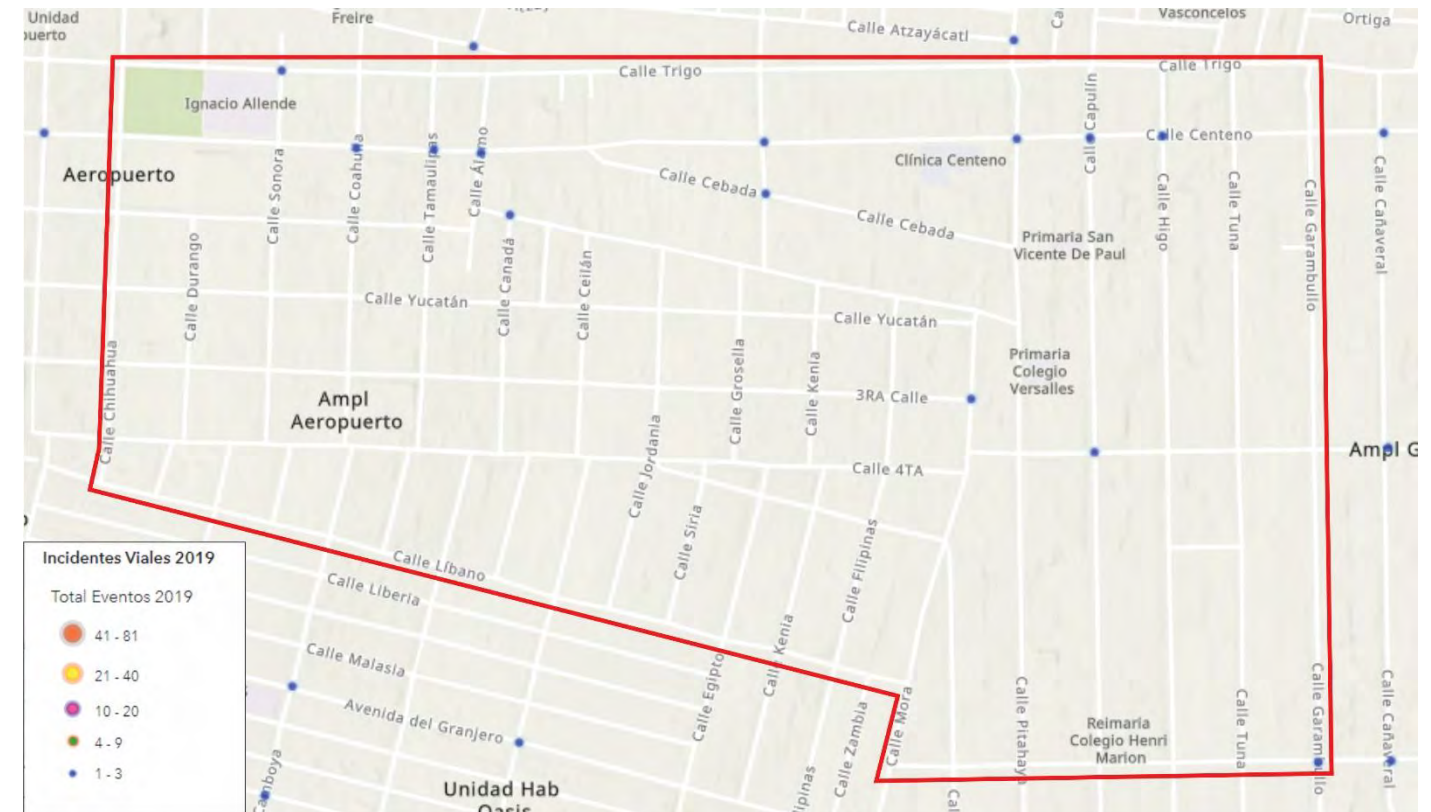 Unidad
Freire
Vasconcelos
Ortiga
Calle Atzayácatl
Calle Trigo
Calle Trigo
Ignacio Allende
Calle Capulín
Calle Centeno
Clínica Centeno
Aeropuerto
Calle Sonora
Calle Coahuila
Calle Tamaulipas
Calle Álamo
Calle Cebada
Calle Cebada
Calle Higo
Calle Tuna
Calle Garambullo
Calle Cañaveral
Primaria San
Vicente De Paul
Calle Durango
Calle Canadá
Calle Ceilán
Calle Yucatán
Calle Yucatán
Calle Chihuahua
Calle Grosella
Calle Kenia
Primaria
Colegio
Versalles
3RA Calle
Ampl
Aeropuerto
Calle Jordania
Calle 4TA
Ampl G
Calle Siria
Calle Filipinas
Calle Líbano
Calle Liberia
Calle Malasia
Calle Egipto
Calle Kenia
Avenida del Granjero
Calle Zambia
Calle Mora
Calle Pitahaya
Reimaria
Colegio Henri
Marion
Calle Tuna
Calle Garambullo
Calle Cañaveral
Unidad Hab
Oasis
Incidentes Viales 2019
Total Eventos 2019
41 - 81
21 - 40
10 - 20
4 - 9
1 - 3